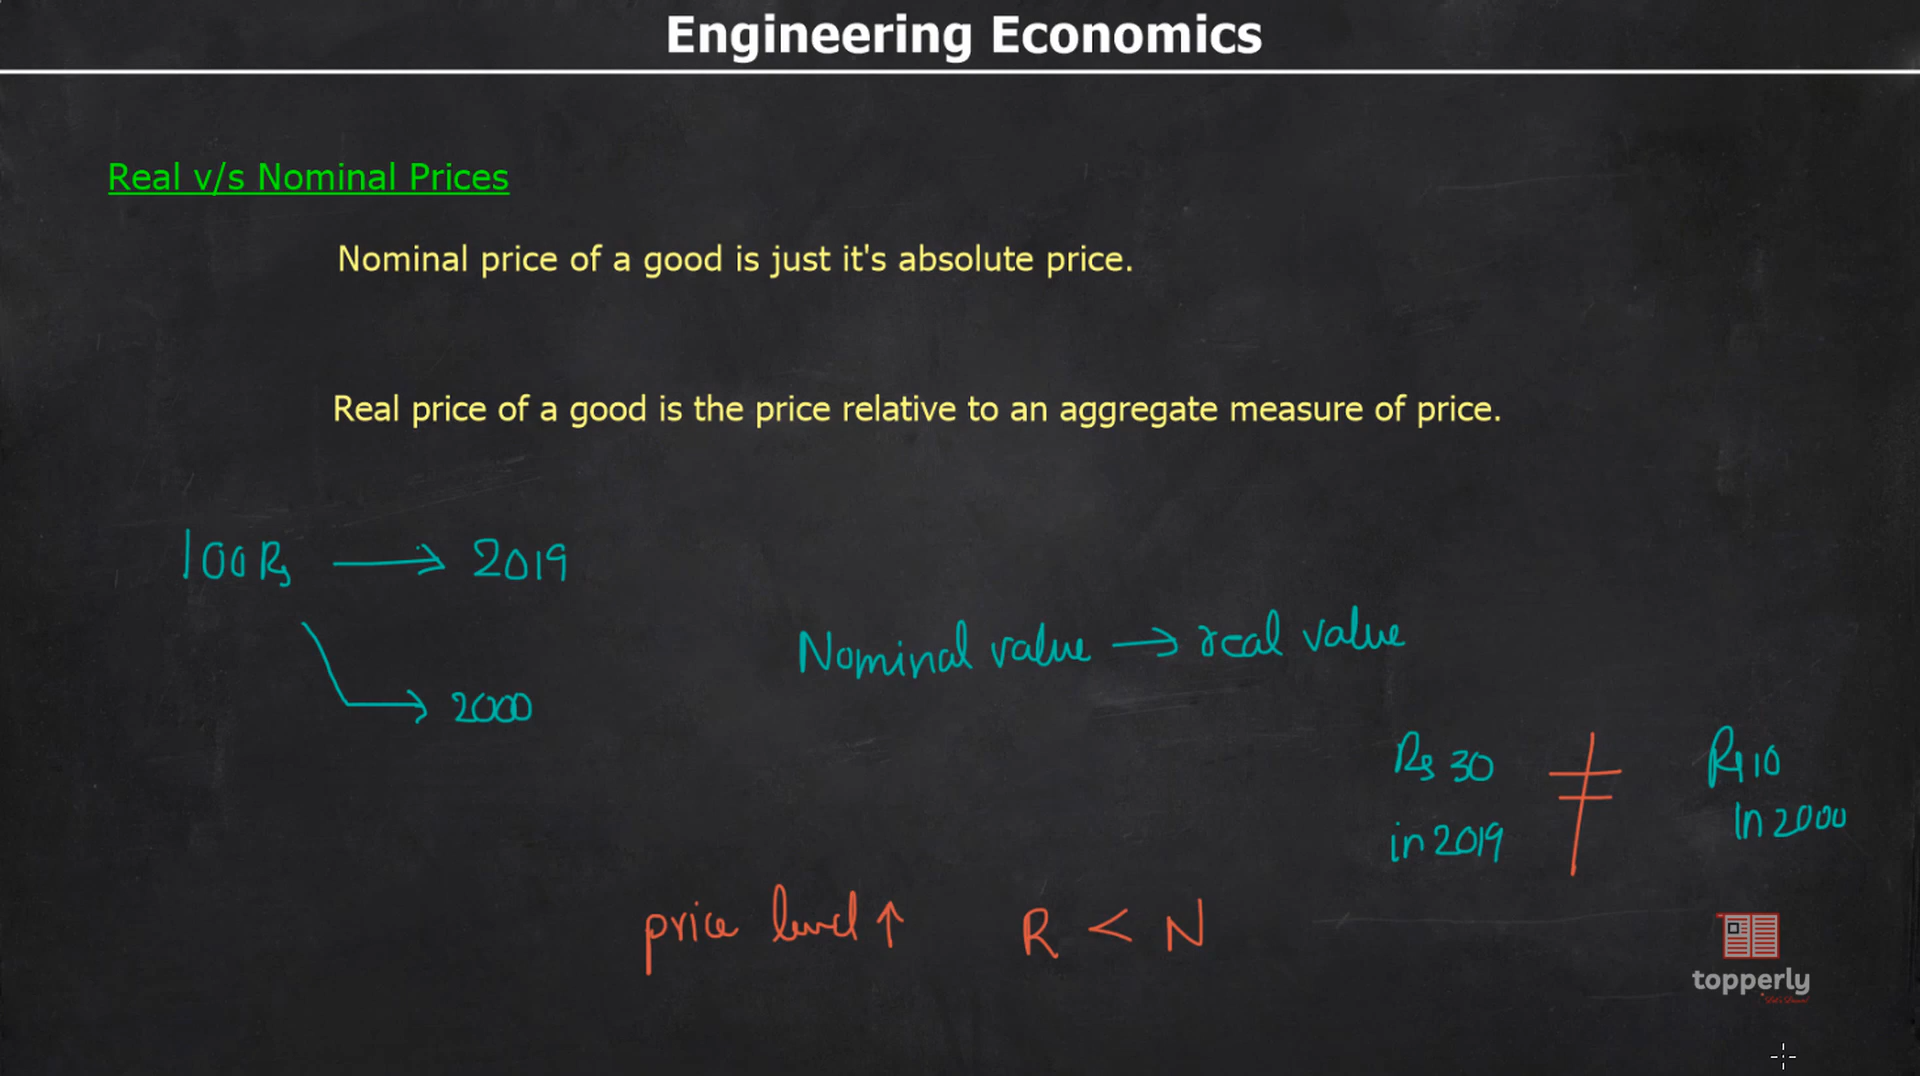 Engineering Economics
Real v/s Nominal Prices
Nominal price of a good is just it's absolute price.
Real price of a good is the price relative to an aggregate measure of price.
100 Rs → 2019
→ 2000
Nominal value → real value
Rs 30 ≠ Rs 10
in 2019 In 2000
price level ↑ R < N
topperly